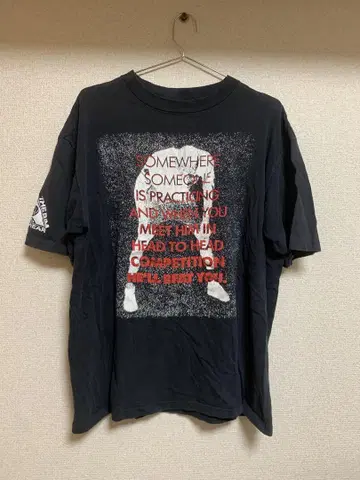 SOMEWHERE
SOMEONE
IS PRACTICING
AND WHEN YOU
MEET HIM IN
HEAD TO HEAD
COMPETITION
HE'LL BEAT YOU.